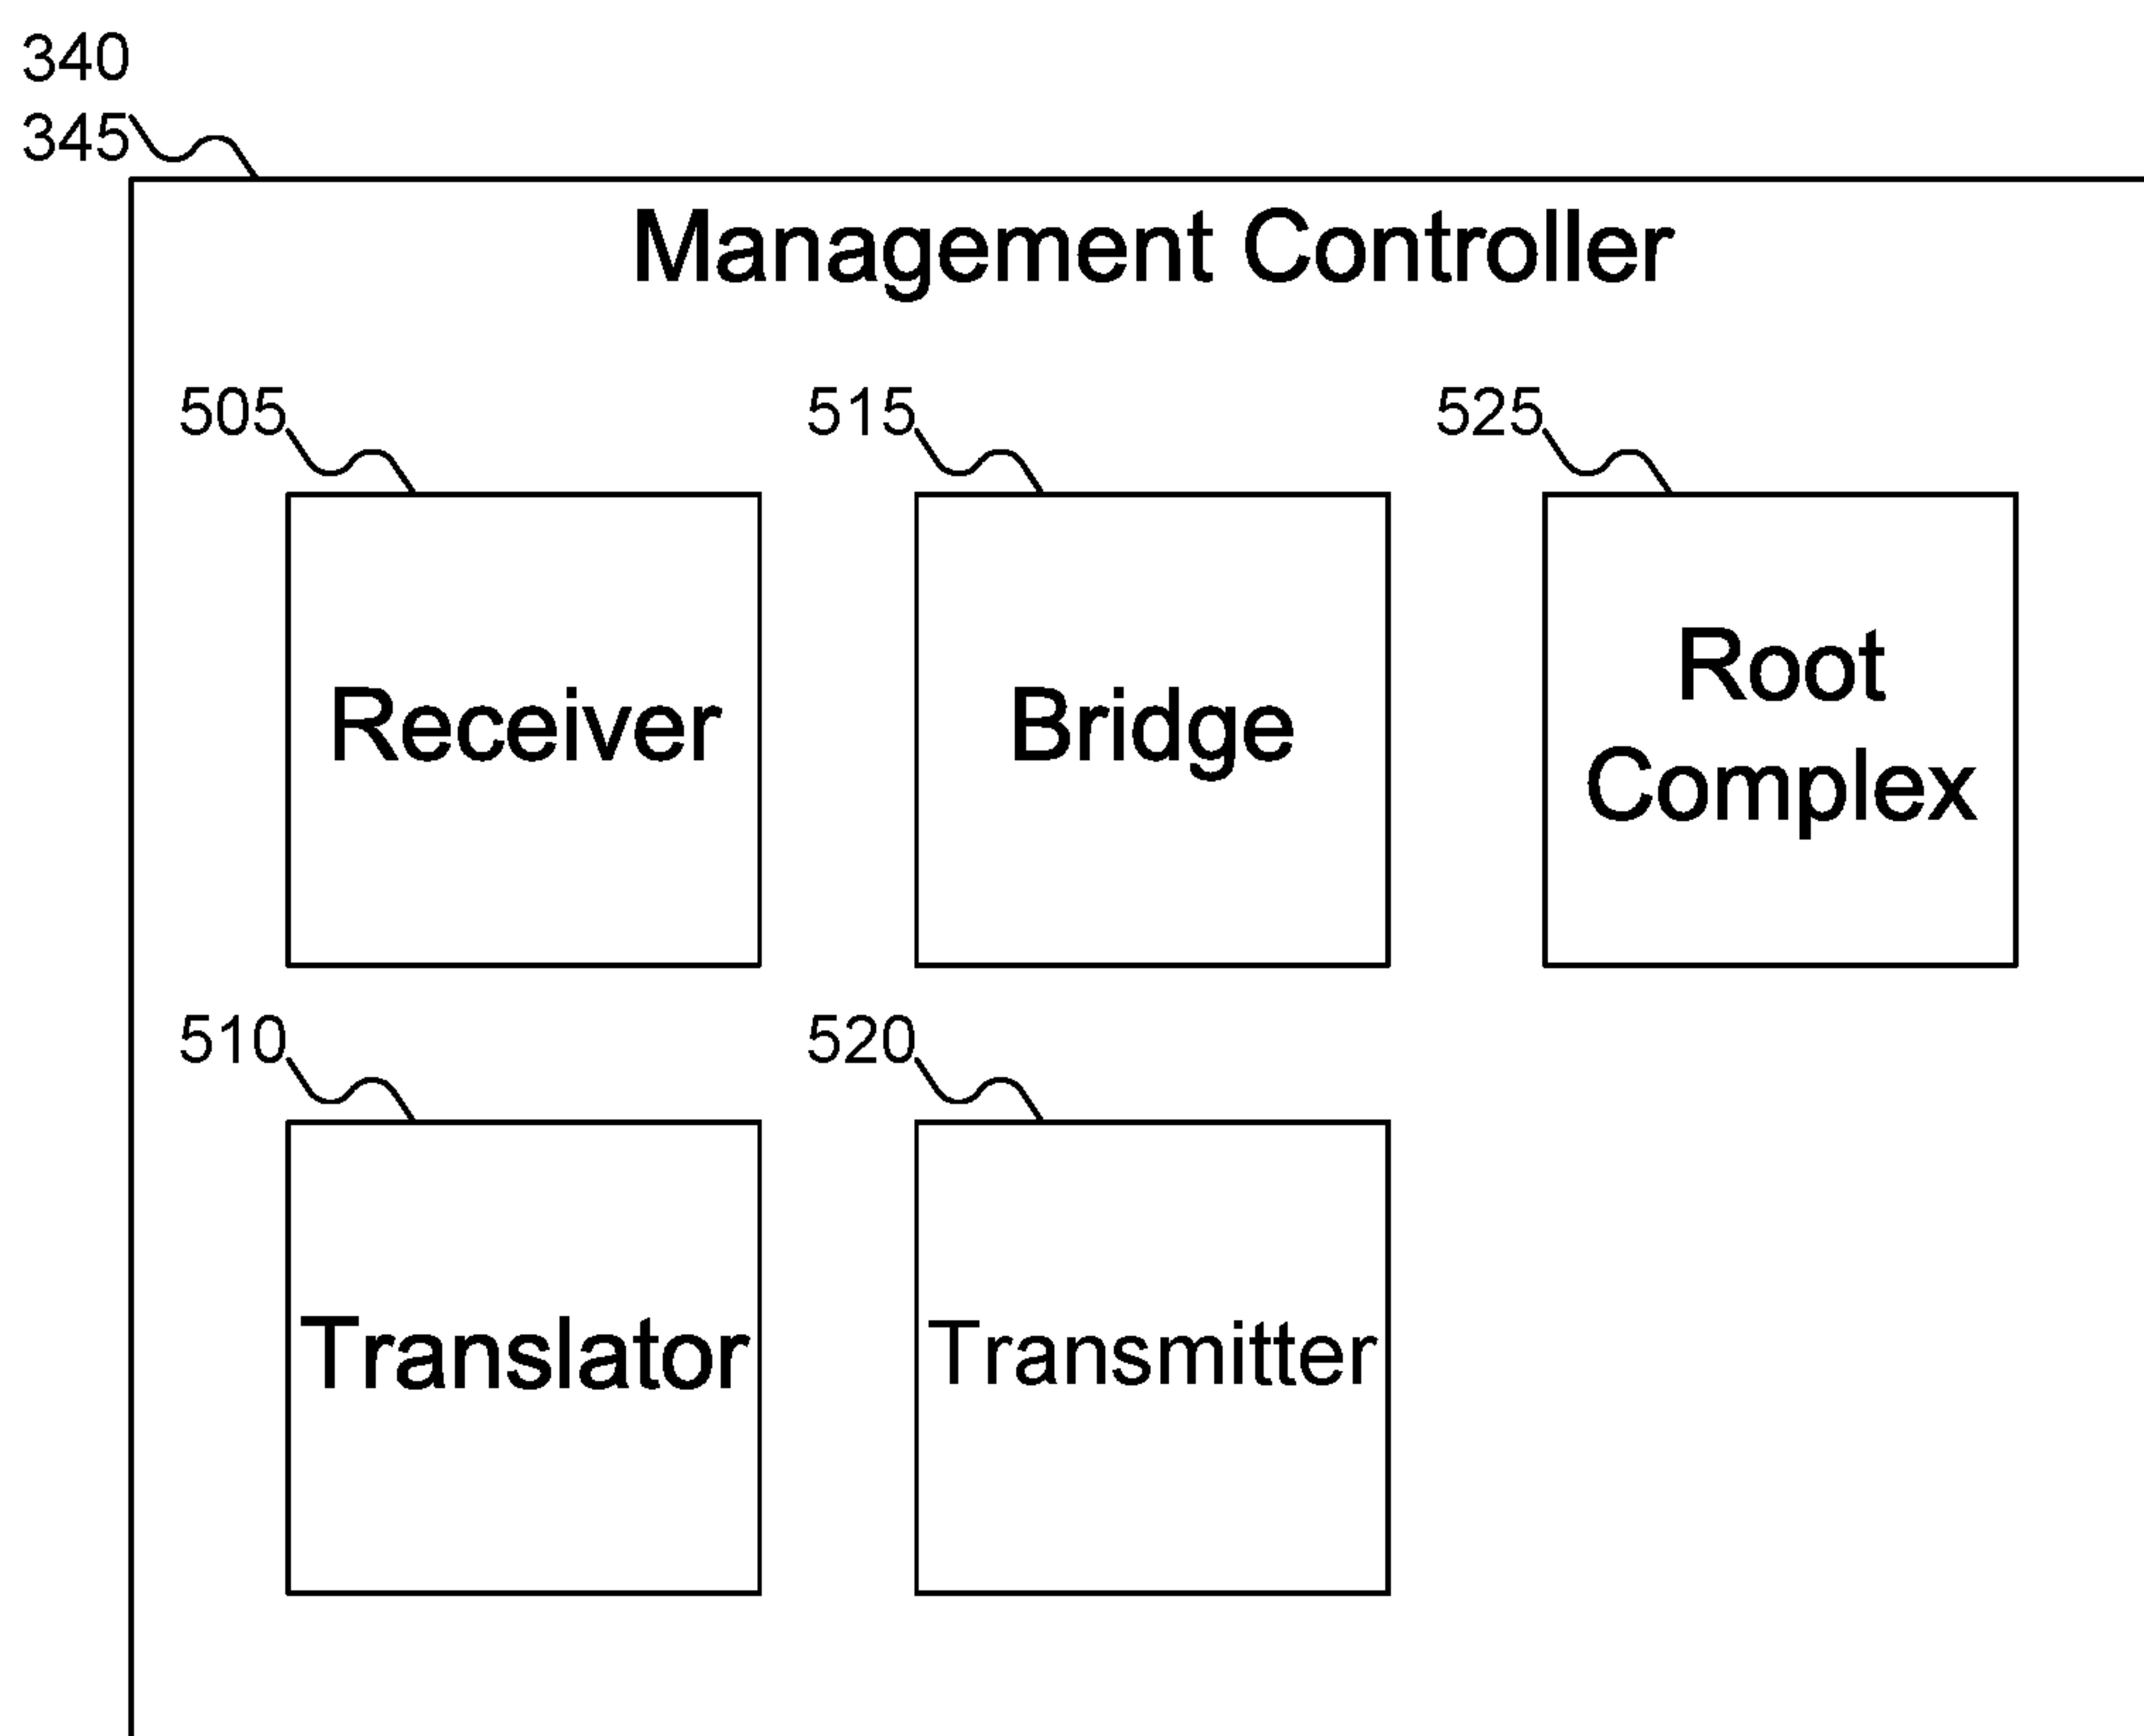 340
345
Management Controller
505
515
525
Receiver
Bridge
Root
Complex
510
520
Translator
Transmitter